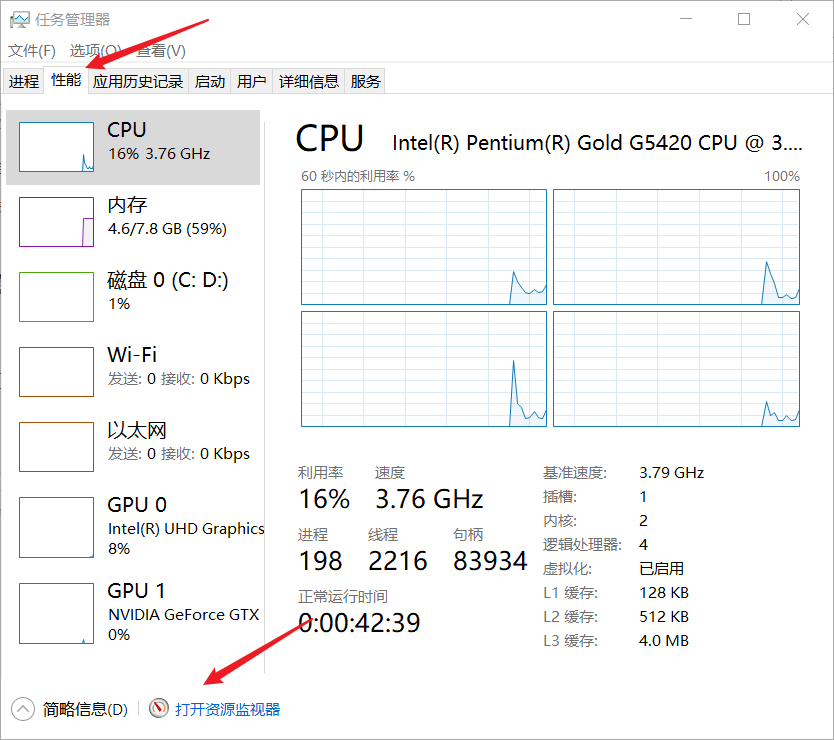 任务管理器
文件(F) 选项(O) 查看(V)
进程 性能 应用历史记录 启动 用户 详细信息 服务
CPU
16% 3.76 GHz
内存
4.6/7.8 GB (59%)
磁盘 0 (C: D:)
1%
Wi-Fi
发送: 0 接收: 0 Kbps
以太网
发送: 0 接收: 0 Kbps
GPU 0
Intel(R) UHD Graphics
8%
GPU 1
NVIDIA GeForce GTX
0%
CPU Intel(R) Pentium(R) Gold G5420 CPU @ 3....
60 秒内的利用率 % 100%
利用率 速度
16% 3.76 GHz
进程 线程 句柄
198 2216 83934
正常运行时间
0:00:42:39
基准速度: 3.79 GHz
插槽: 1
内核: 2
逻辑处理器: 4
虚拟化: 已启用
L1 缓存: 128 KB
L2 缓存: 512 KB
L3 缓存: 4.0 MB
简略信息(D) 打开资源监视器